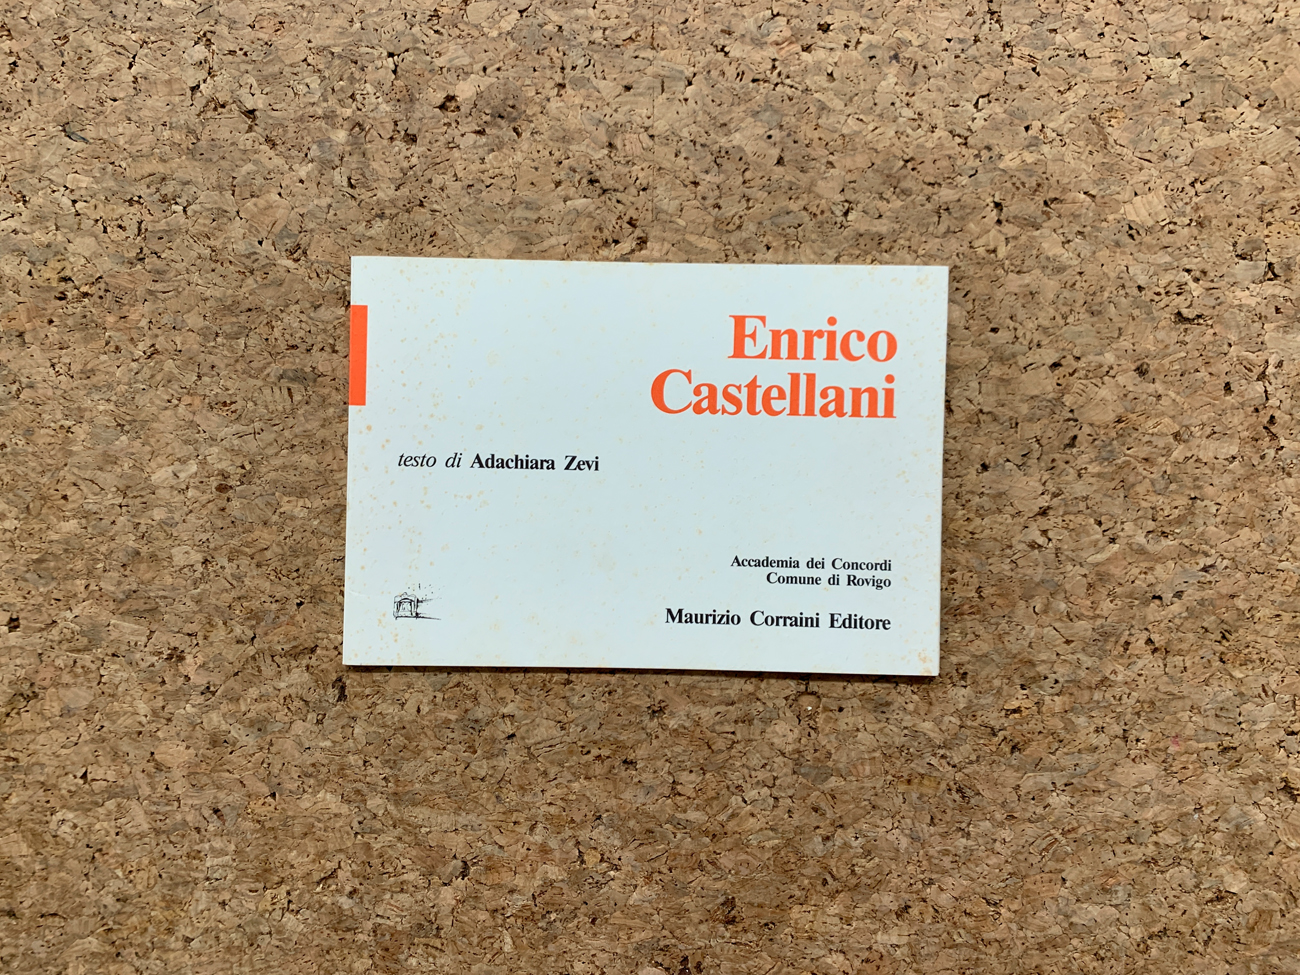 Enrico
Castellani
testo di Adachiara Zevi
Accademia dei Concordi
Comune di Rovigo
Maurizio Corraini Editore